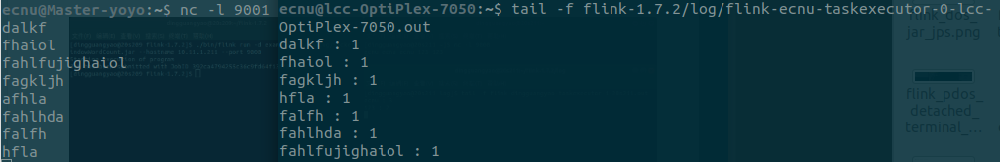 ecnu@Master-yoyo:~$ nc -l 9001
dalkf
fhaiol
fahlfujighaiol
fagkljh
afhla
fahlhda
falfh
hfla
ecnu@lcc-OptiPlex-7050:~$ tail -f flink-1.7.2/log/flink-ecnu-taskexecutor-0-lcc-
OptiPlex-7050.out
dalkf : 1
fhaiol : 1
fagkljh : 1
hfla : 1
falfh : 1
fahlhda : 1
fahlfujighaiol : 1
jar_jps.png
flink_pdos_
detached_
terminal_...